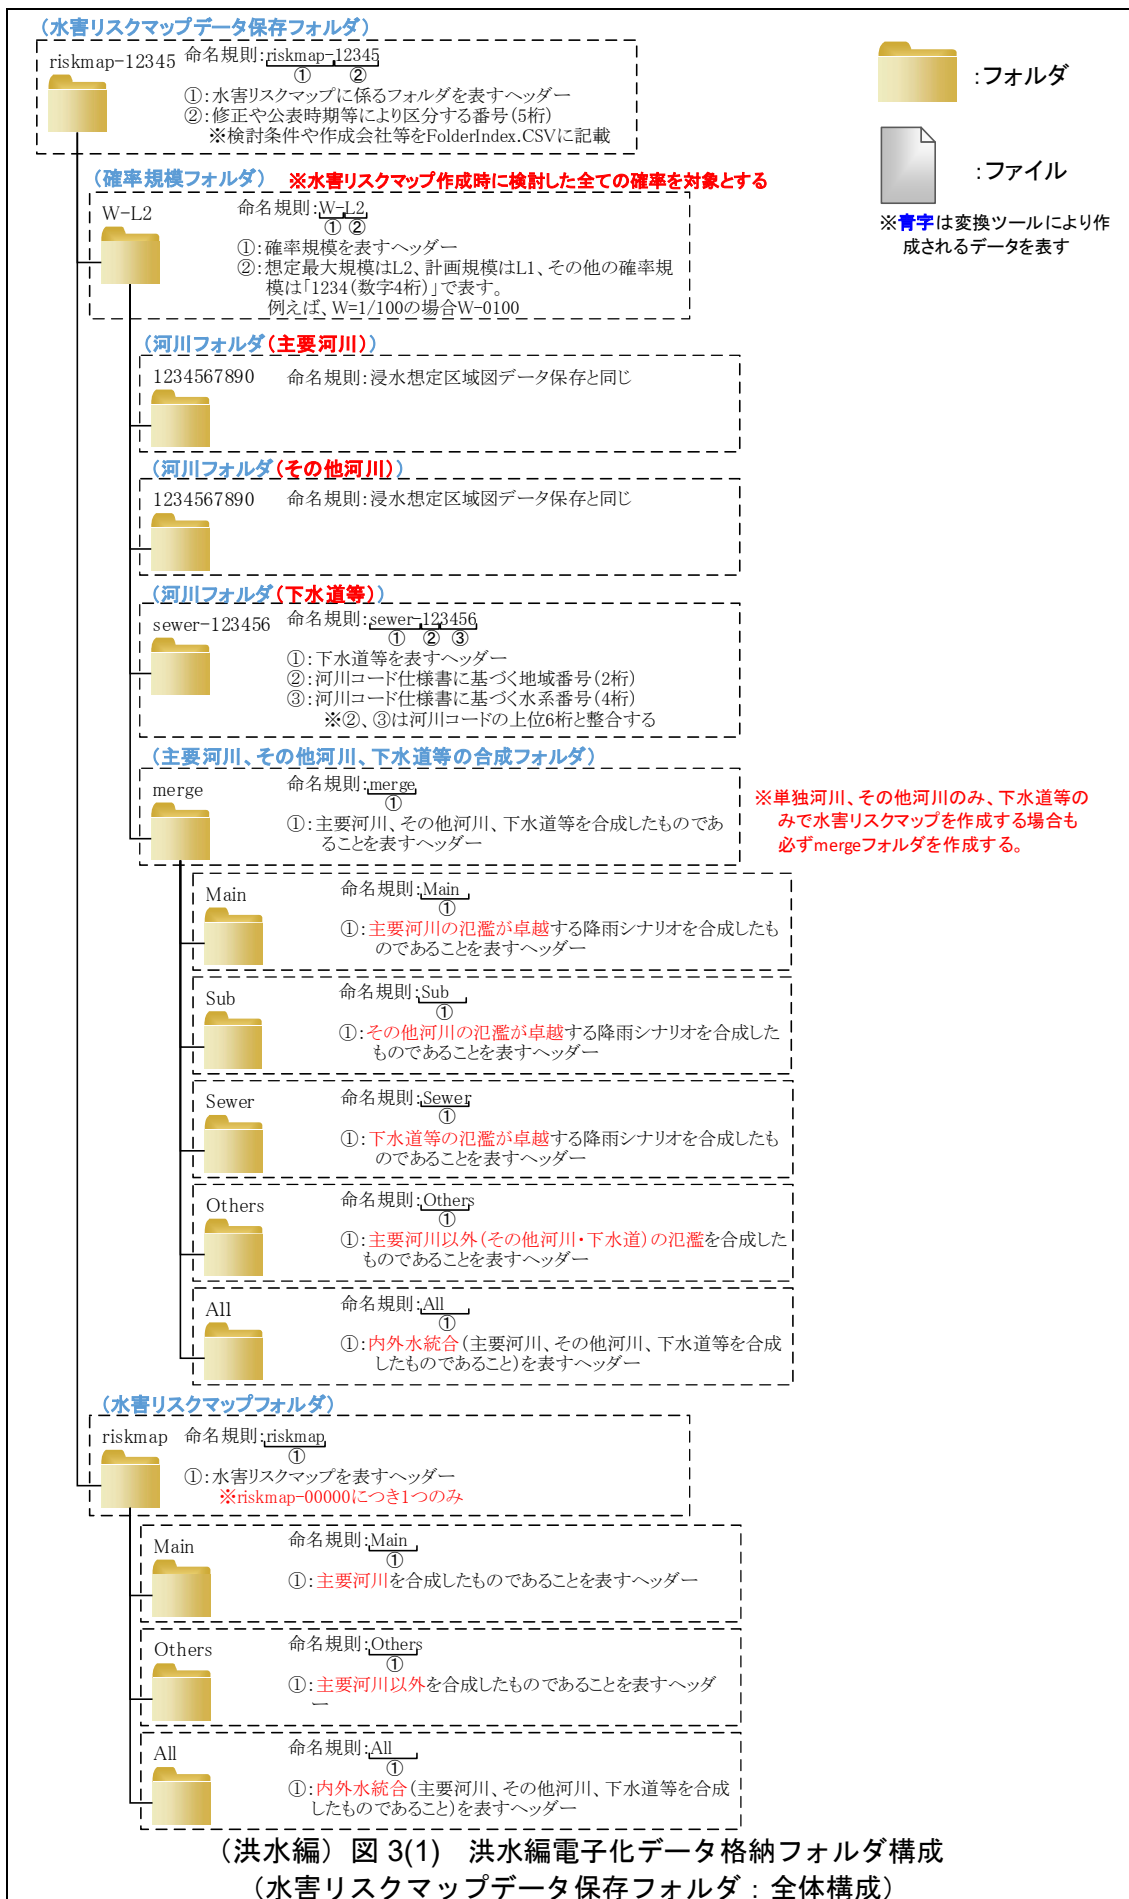 (水害リスクマップデータ保存フォルダ)
riskmap-12345
命名規則:riskmap-12345
① ②
①:水害リスクマップに係るフォルダを表すヘッダー
②:修正や公表時期等により区分する番号(5桁)
※検討条件や作成会社等をFolderIndex.CSVに記載
:フォルダ
:ファイル
※青字は変換ツールにより作
成されるデータを表す
(確率規模フォルダ) ※水害リスクマップ作成時に検討した全ての確率を対象とする
W-L2
命名規則:W-L2
① ②
①:確率規模を表すヘッダー
②:想定最大規模はL2、計画規模はL1、その他の確率規
模は「1234(数字4桁)」で表す。
例えば、W=1/100の場合W-0100
(河川フォルダ(主要河川))
1234567890
命名規則:浸水想定区域図データ保存と同じ
(河川フォルダ(その他河川))
1234567890
命名規則:浸水想定区域図データ保存と同じ
(河川フォルダ(下水道等))
sewer-123456
命名規則:sewer-123456
① ② ③
①:下水道等を表すヘッダー
②:河川コード仕様書に基づく地域番号(2桁)
③:河川コード仕様書に基づく水系番号(4桁)
※②、③は河川コードの上位6桁と整合する
(主要河川、その他河川、下水道等の合成フォルダ)
merge
命名規則:merge
①
①:主要河川、その他河川、下水道等を合成したものであ
ることを表すヘッダー
※単独河川、その他河川のみ、下水道等の
みで水害リスクマップを作成する場合も
必ずmergeフォルダを作成する。
Main
命名規則:Main
①
①:主要河川の氾濫が卓越する降雨シナリオを合成したも
のであることを表すヘッダー
Sub
命名規則:Sub
①
①:その他河川の氾濫が卓越する降雨シナリオを合成した
ものであることを表すヘッダー
Sewer
命名規則:Sewer
①
①:下水道等の氾濫が卓越する降雨シナリオを合成したも
のであることを表すヘッダー
Others
命名規則:Others
①
①:主要河川以外(その他河川・下水道)の氾濫を合成した
ものであることを表すヘッダー
All
命名規則:All
①
①:内外水統合(主要河川、その他河川、下水道等を合成
したものであること)を表すヘッダー
(水害リスクマップフォルダ)
riskmap
命名規則:riskmap
①
①:水害リスクマップを表すヘッダー
※riskmap-00000につき1つのみ
Main
命名規則:Main
①
①:主要河川を合成したものであることを表すヘッダー
Others
命名規則:Others
①
①:主要河川以外を合成したものであることを表すヘッダ
ー
All
命名規則:All
①
①:内外水統合(主要河川、その他河川、下水道等を合成
したものであること)を表すヘッダー
(洪水編)図 3(1) 洪水編電子化データ格納フォルダ構成
(水害リスクマップデータ保存フォルダ:全体構成)